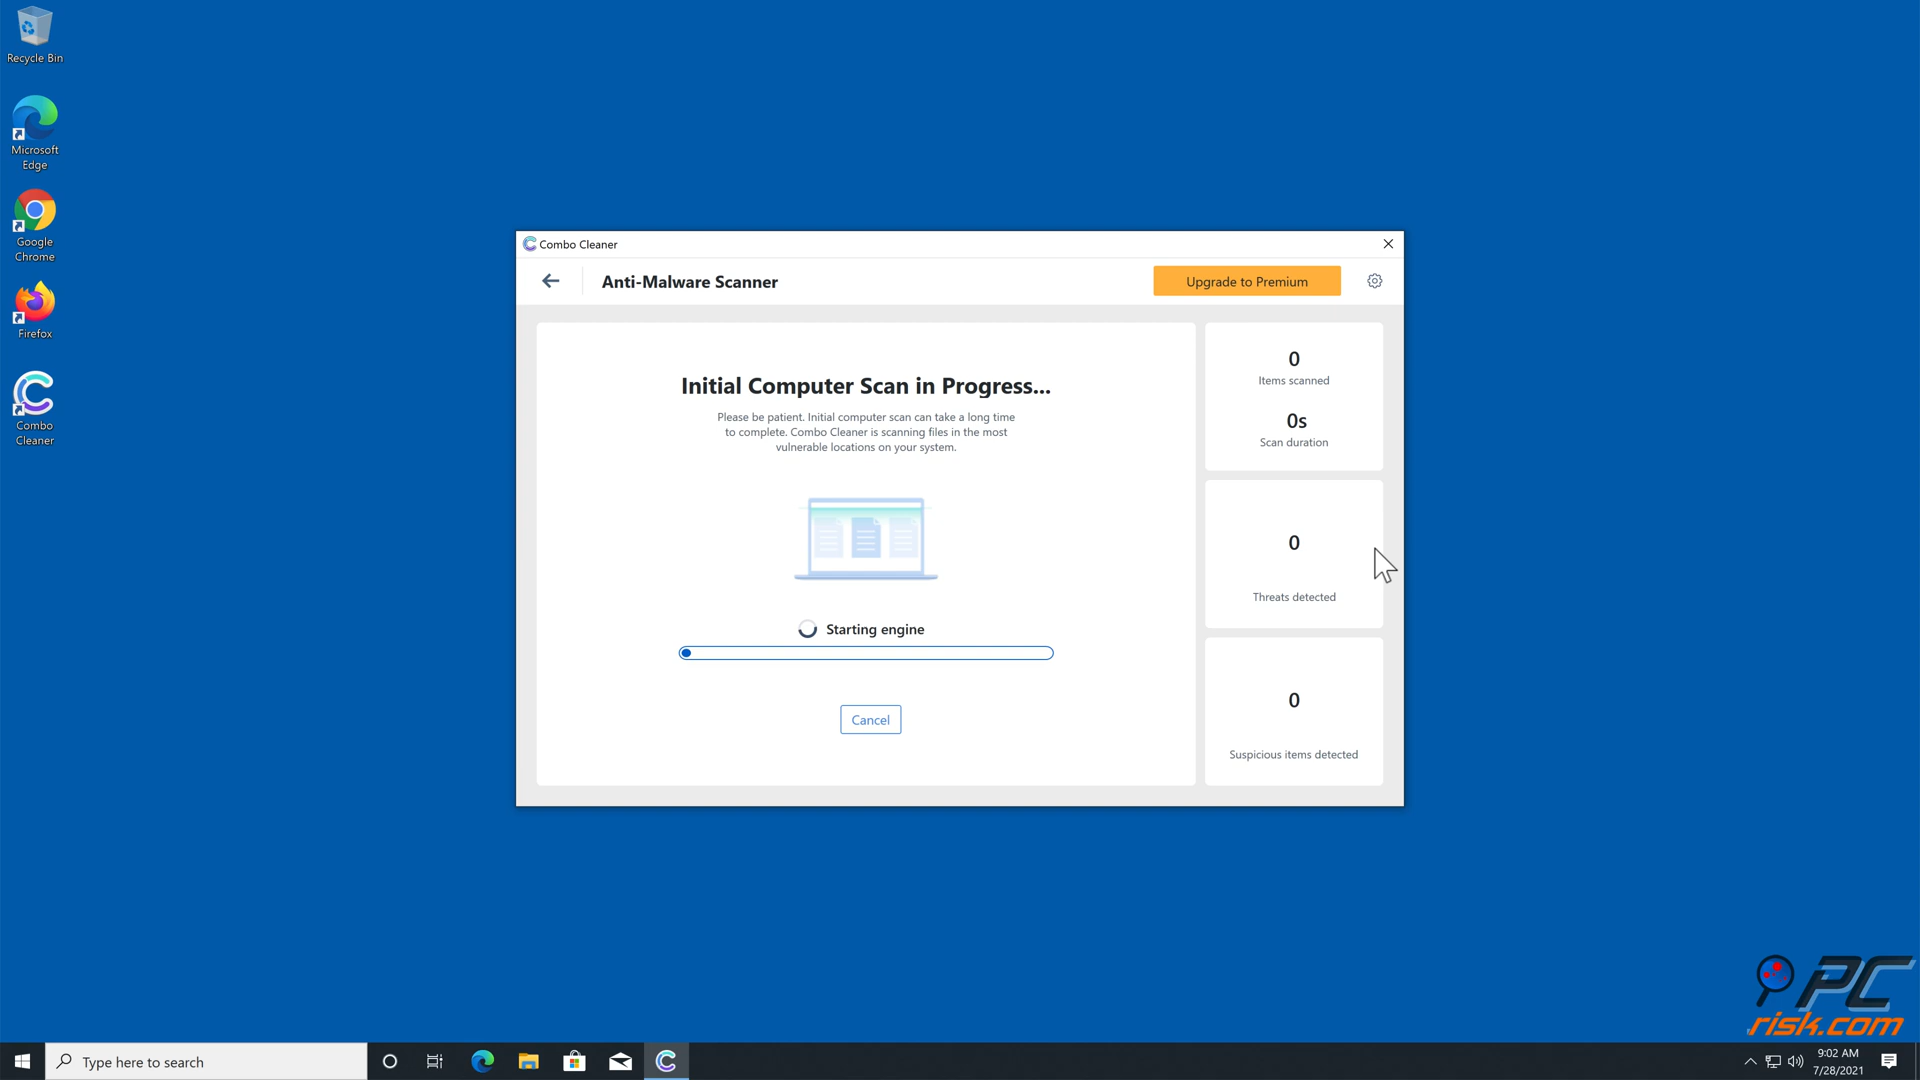 Recycle Bin
Microsoft
Edge
Google
Chrome
Firefox
Combo
Cleaner
Combo Cleaner
Anti-Malware Scanner
Upgrade to Premium
Initial Computer Scan in Progress...
Please be patient. Initial computer scan can take a long time
to complete. Combo Cleaner is scanning files in the most
vulnerable locations on your system.
Starting engine
Cancel
0
Items scanned
0s
Scan duration
0
Threats detected
0
Suspicious items detected
PC
risk.com
Type here to search
9:02 AM
7/28/2021